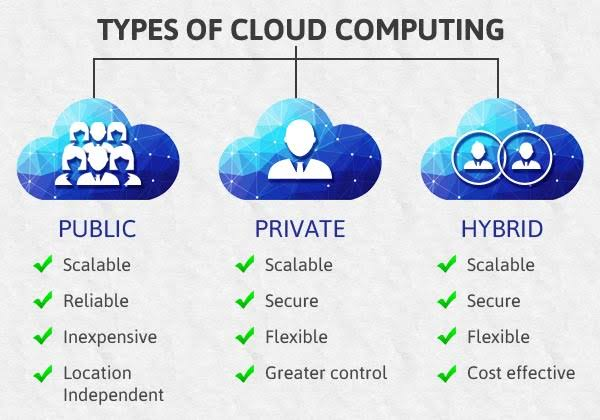 TYPES OF CLOUD COMPUTING
PUBLIC
Scalable
Reliable
Inexpensive
Location
Independent
PRIVATE
Scalable
Secure
Flexible
Greater control
HYBRID
Scalable
Secure
Flexible
Cost effective